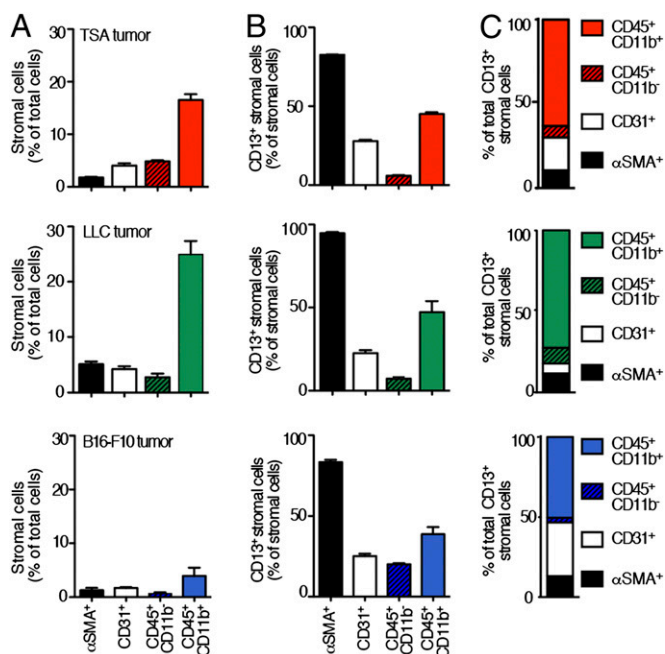 A
B
C
TSA tumor
Stromal cells
(% of total cells)
30
20
10
0
CD13⁺ stromal cells
(% of stromal cells)
100
50
0
% of total CD13⁺
stromal cells
100
50
0
CD45⁺
CD11b⁺
CD45⁺
CD11b⁻
CD31⁺
αSMA⁺
LLC tumor
Stromal cells
(% of total cells)
30
20
10
0
CD13⁺ stromal cells
(% of stromal cells)
100
50
0
% of total CD13⁺
stromal cells
100
50
0
CD45⁺
CD11b⁺
CD45⁺
CD11b⁻
CD31⁺
αSMA⁺
B16-F10 tumor
Stromal cells
(% of total cells)
30
20
10
0
αSMA⁺
CD31⁺
CD45⁺
CD11b⁻
CD45⁺
CD11b⁺
CD13⁺ stromal cells
(% of stromal cells)
100
50
0
αSMA⁺
CD31⁺
CD45⁺
CD11b⁻
CD45⁺
CD11b⁺
% of total CD13⁺
stromal cells
100
50
0
CD45⁺
CD11b⁺
CD45⁺
CD11b⁻
CD31⁺
αSMA⁺